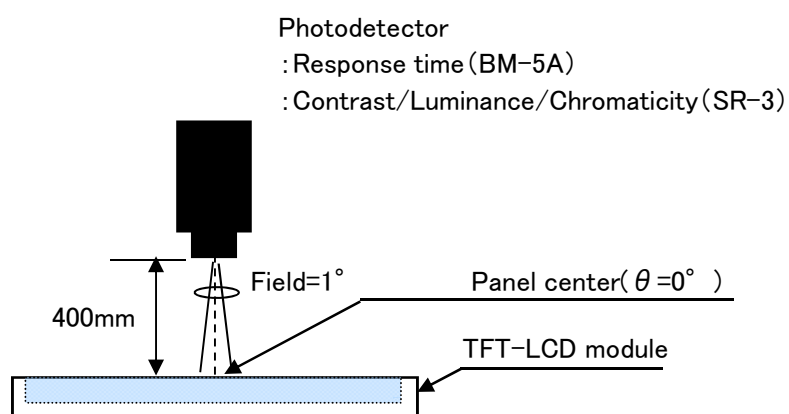 Photodetector
:Response time(BM-5A)
:Contrast/Luminance/Chromaticity(SR-3)
Field=1°
Panel center(θ=0° )
400mm
TFT-LCD module